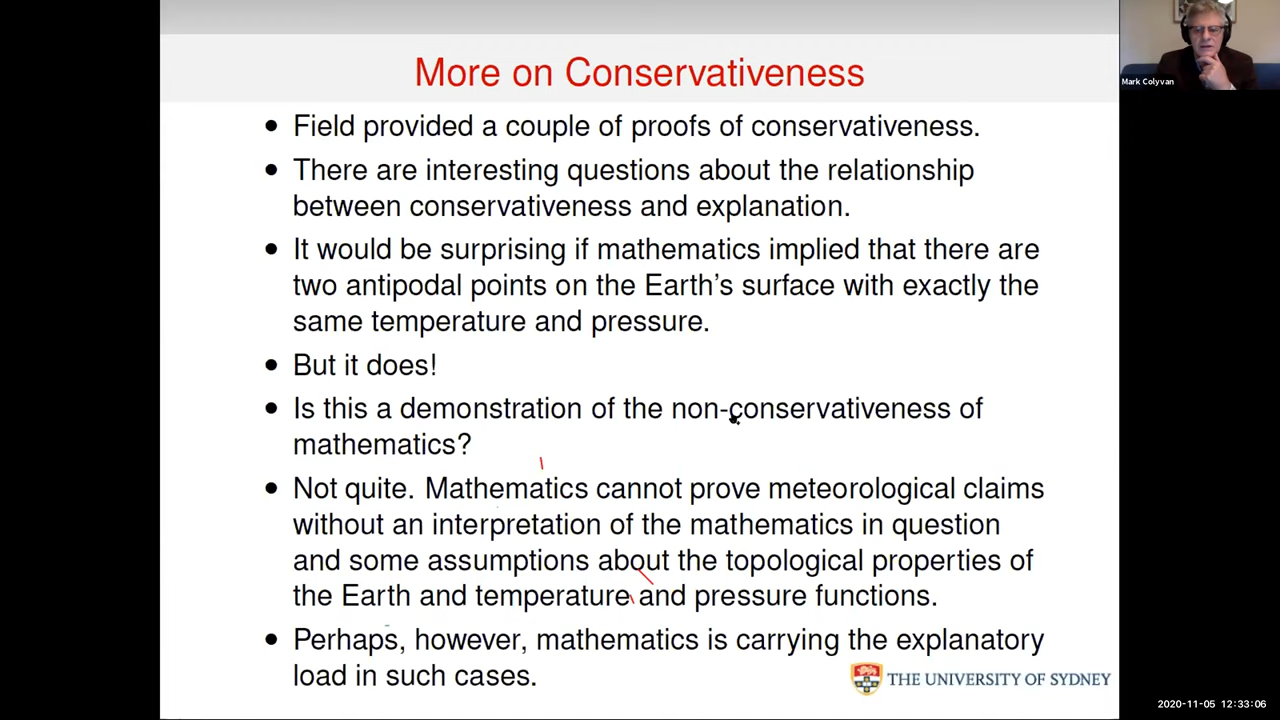 More on Conservativeness
Mark Colyvan
• Field provided a couple of proofs of conservativeness.
• There are interesting questions about the relationship
between conservativeness and explanation.
• It would be surprising if mathematics implied that there are
two antipodal points on the Earth's surface with exactly the
same temperature and pressure.
• But it does!
• Is this a demonstration of the non-conservativeness of
mathematics?
• Not quite. Mathematics cannot prove meteorological claims
without an interpretation of the mathematics in question
and some assumptions about the topological properties of
the Earth and temperature and pressure functions.
• Perhaps, however, mathematics is carrying the explanatory
load in such cases.
THE UNIVERSITY OF SYDNEY
2020-11-05 12:33:06